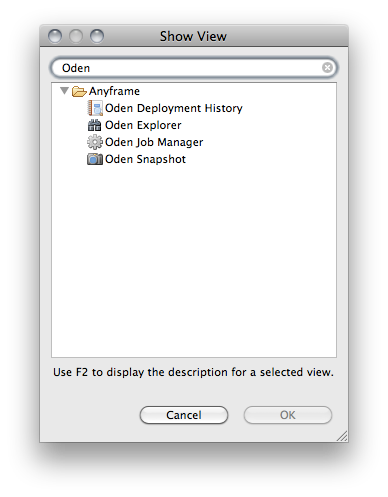 Show View
Oden
Anyframe
Oden Deployment History
Oden Explorer
Oden Job Manager
Oden Snapshot
Use F2 to display the description for a selected view.
Cancel OK